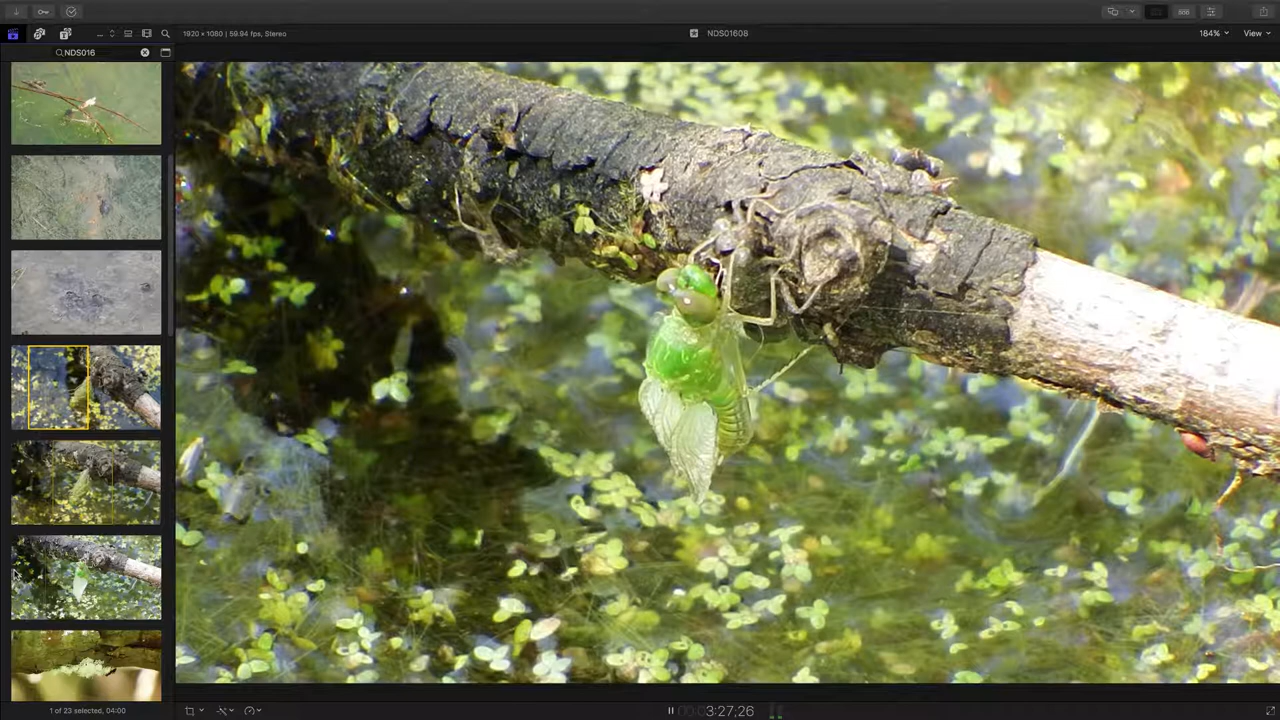 1920 × 1080 | 59.94 fps, Stereo
NDS01608
184%
View
NDS016
1 of 23 selected, 04:00
3:27;26